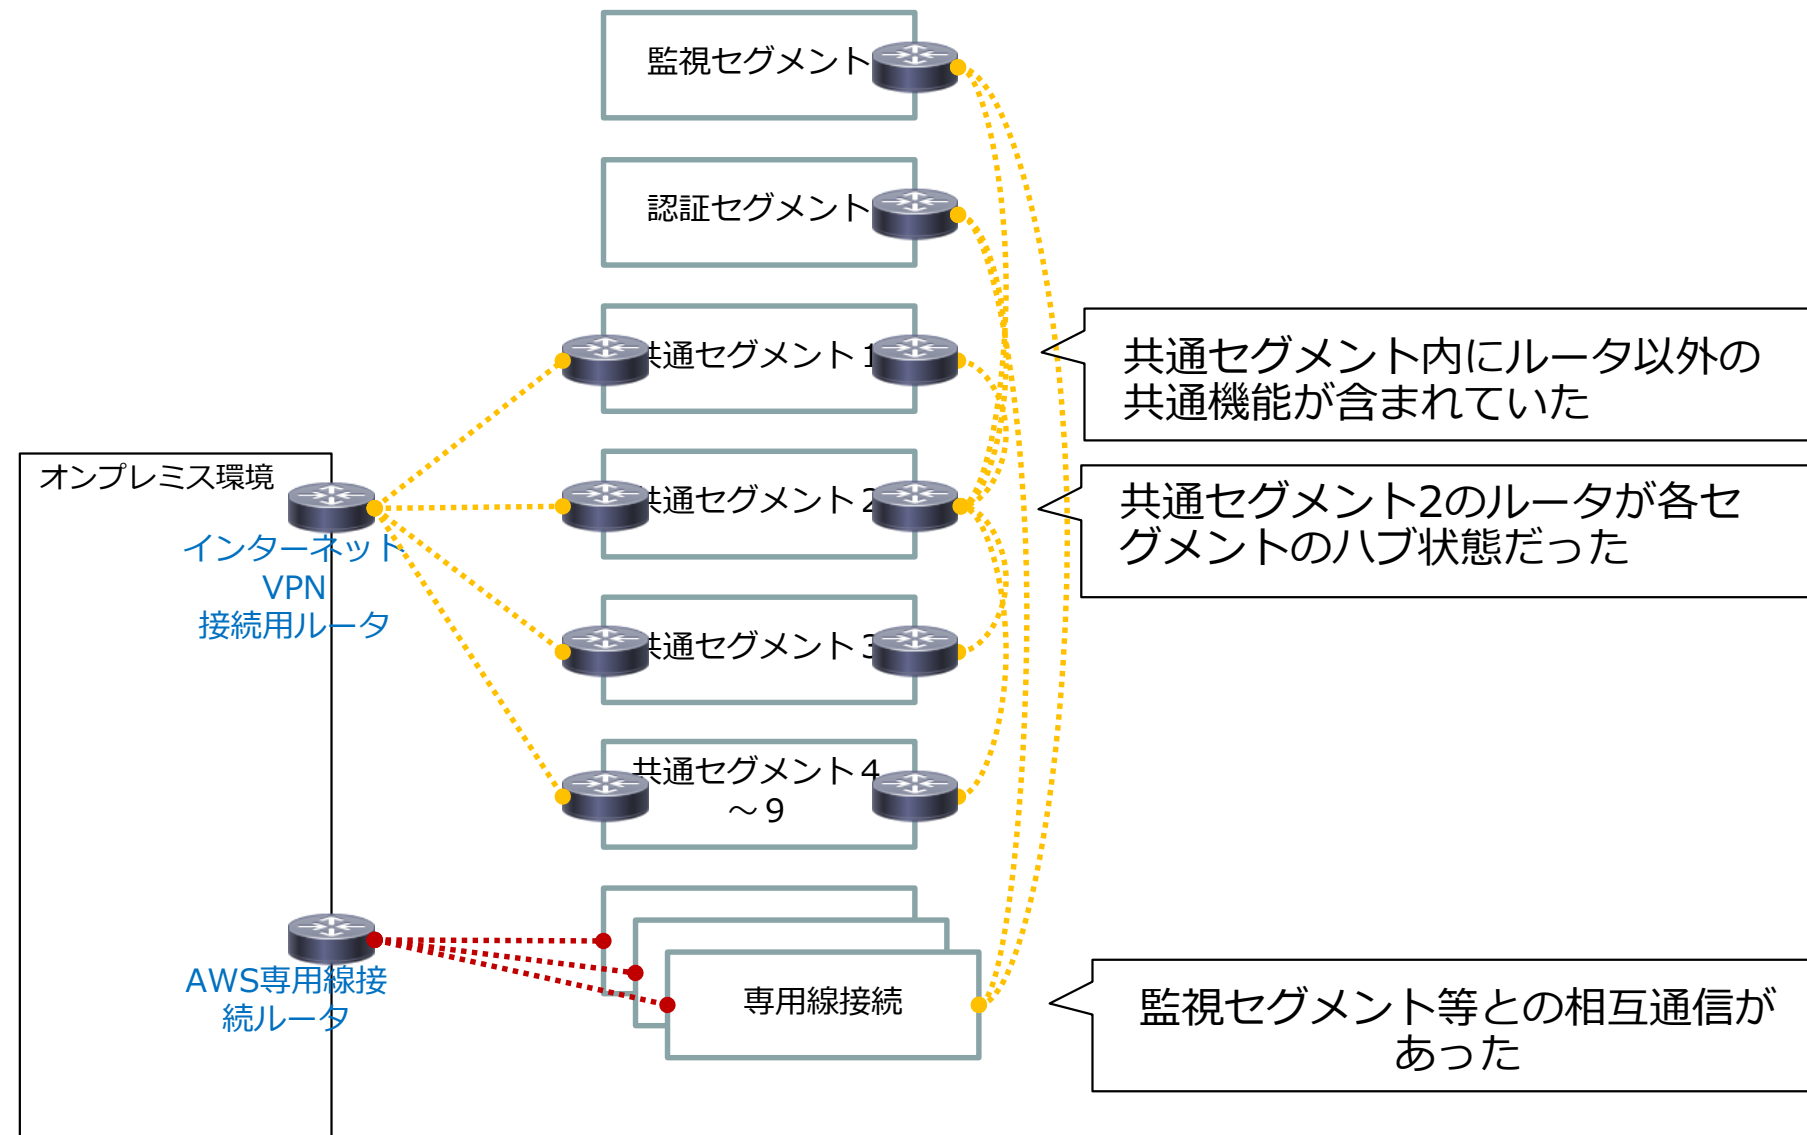 監視セグメント
認証セグメント
共通セグメント１
共通セグメント内にルータ以外の
共通機能が含まれていた
オンプレミス環境
共通セグメント２
共通セグメント2のルータが各セ
グメントのハブ状態だった
インターネット
VPN
接続用ルータ
共通セグメント３
共通セグメント４
～９
AWS専用線接
続ルータ
専用線接続
監視セグメント等との相互通信が
あった